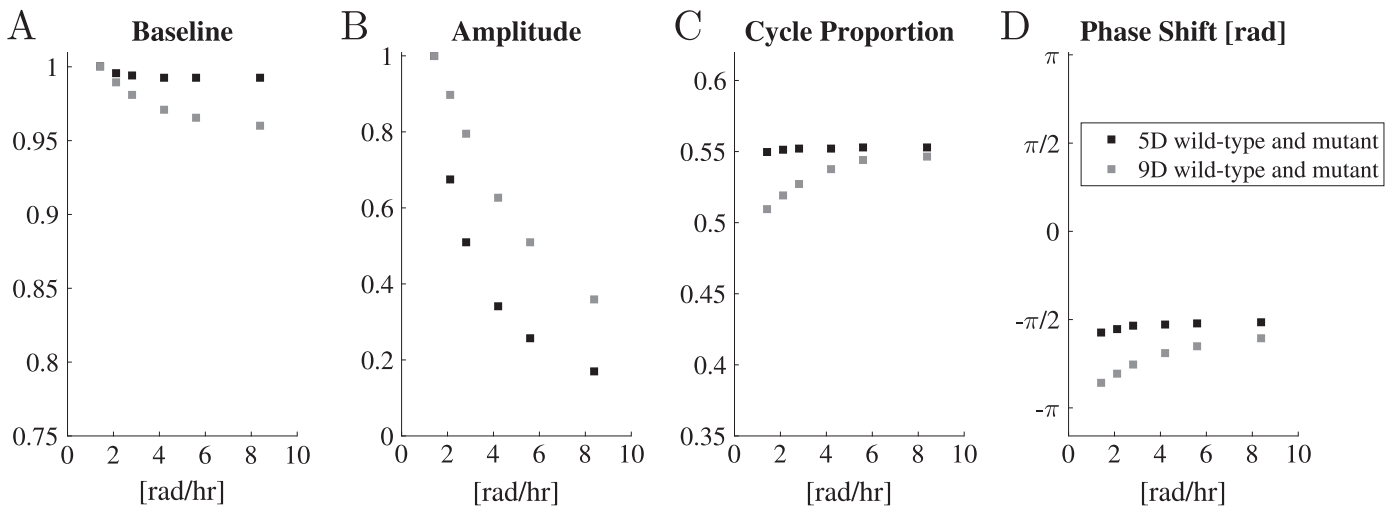 A Baseline
1
0.95
0.9
0.85
0.8
0.75
0 2 4 6 8 10
[rad/hr]
B Amplitude
1
0.8
0.6
0.4
0.2
0
0 2 4 6 8 10
[rad/hr]
C Cycle Proportion
0.6
0.55
0.5
0.45
0.4
0.35
0 2 4 6 8 10
[rad/hr]
D Phase Shift [rad]
π
π/2
0
-π/2
-π
0 2 4 6 8 10
[rad/hr]
5D wild-type and mutant
9D wild-type and mutant